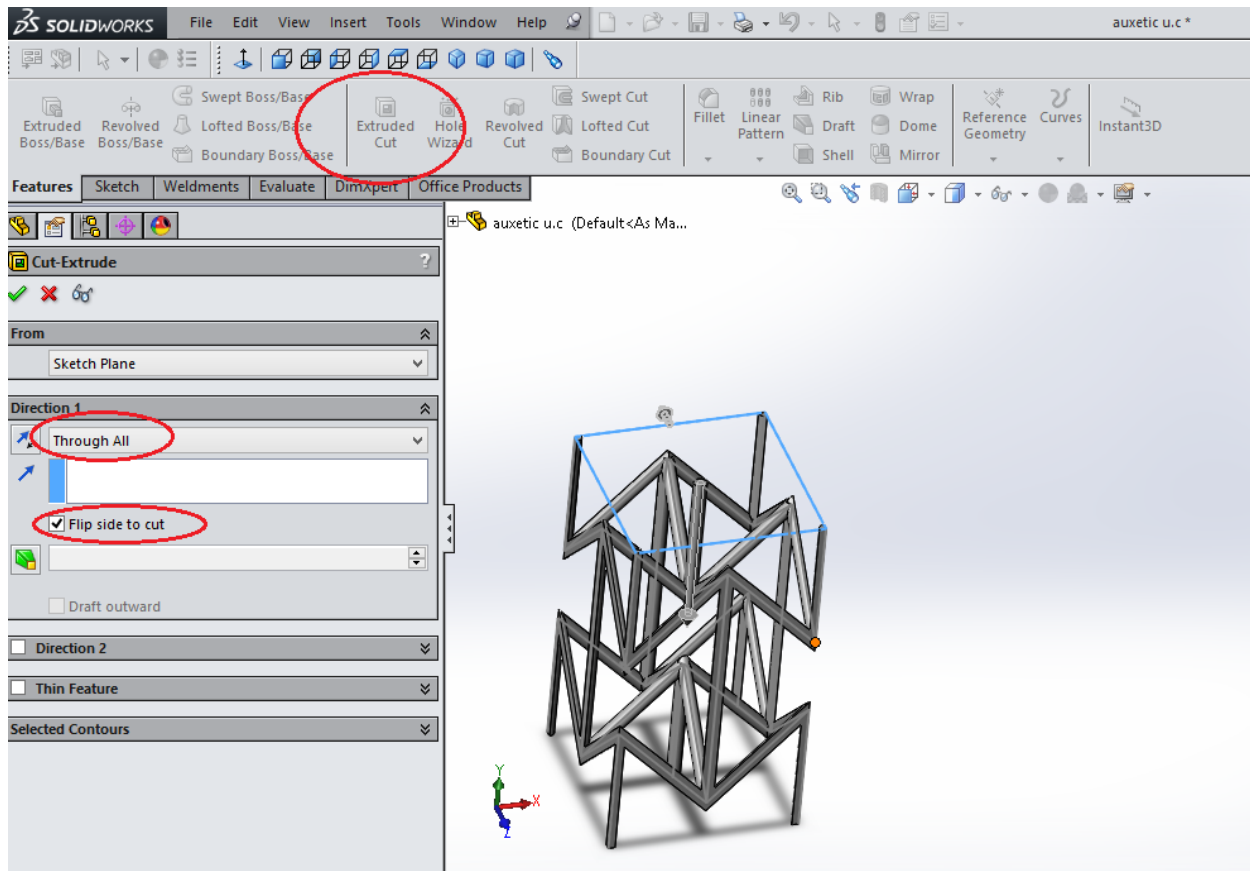 SOLIDWORKS File Edit View Insert Tools Window Help auxetic u.c *
Extruded Boss/Base
Revolved Boss/Base
Swept Boss/Base
Lofted Boss/Base
Boundary Boss/Base
Extruded Cut
Hole Wizard
Revolved Cut
Swept Cut
Lofted Cut
Boundary Cut
Fillet
Linear Pattern
Rib
Draft
Shell
Wrap
Dome
Mirror
Reference Geometry
Curves
Instant3D
Features Sketch Weldments Evaluate DimXpert Office Products
auxetic u.c (Default<As Ma...
Cut-Extrude ?
From
Sketch Plane
Direction 1
Through All
Flip side to cut
Draft outward
Direction 2
Thin Feature
Selected Contours
Y
X
Z